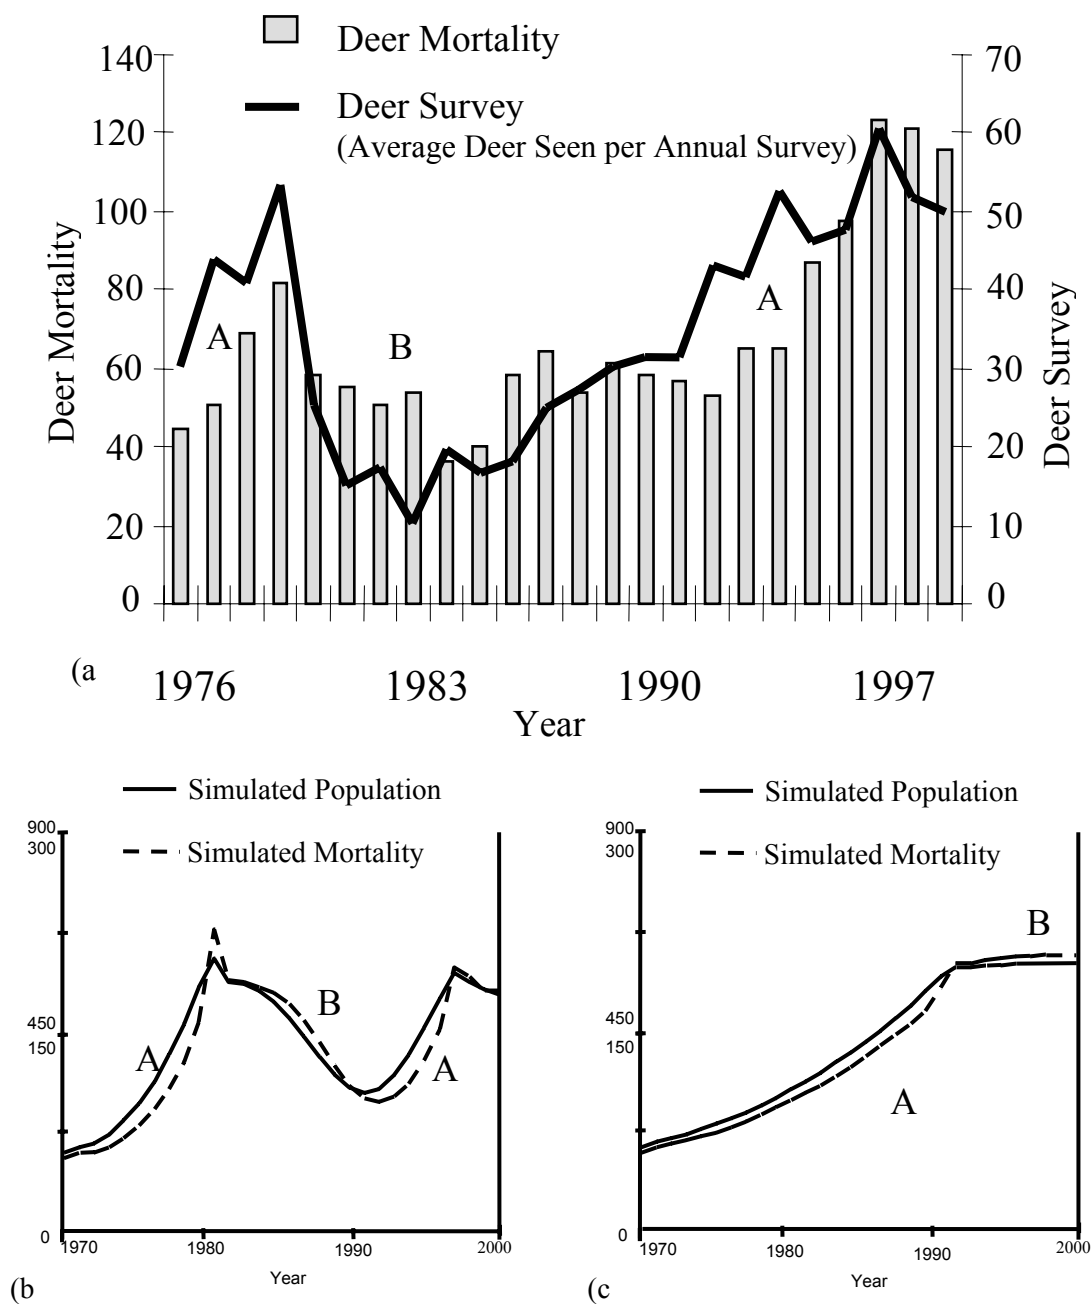 Deer Mortality
Deer Survey
(Average Deer Seen per Annual Survey)
140
120
100
80
60
40
20
0
Deer Mortality
70
60
50
40
30
20
10
0
Deer Survey
A
B
A
1976
1983
1990
1997
Year
(a
Simulated Population
Simulated Mortality
900
300
450
150
0
A
B
A
1970
1980
1990
2000
Year
(b
Simulated Population
Simulated Mortality
900
300
450
150
0
B
A
1970
1980
1990
2000
Year
(c